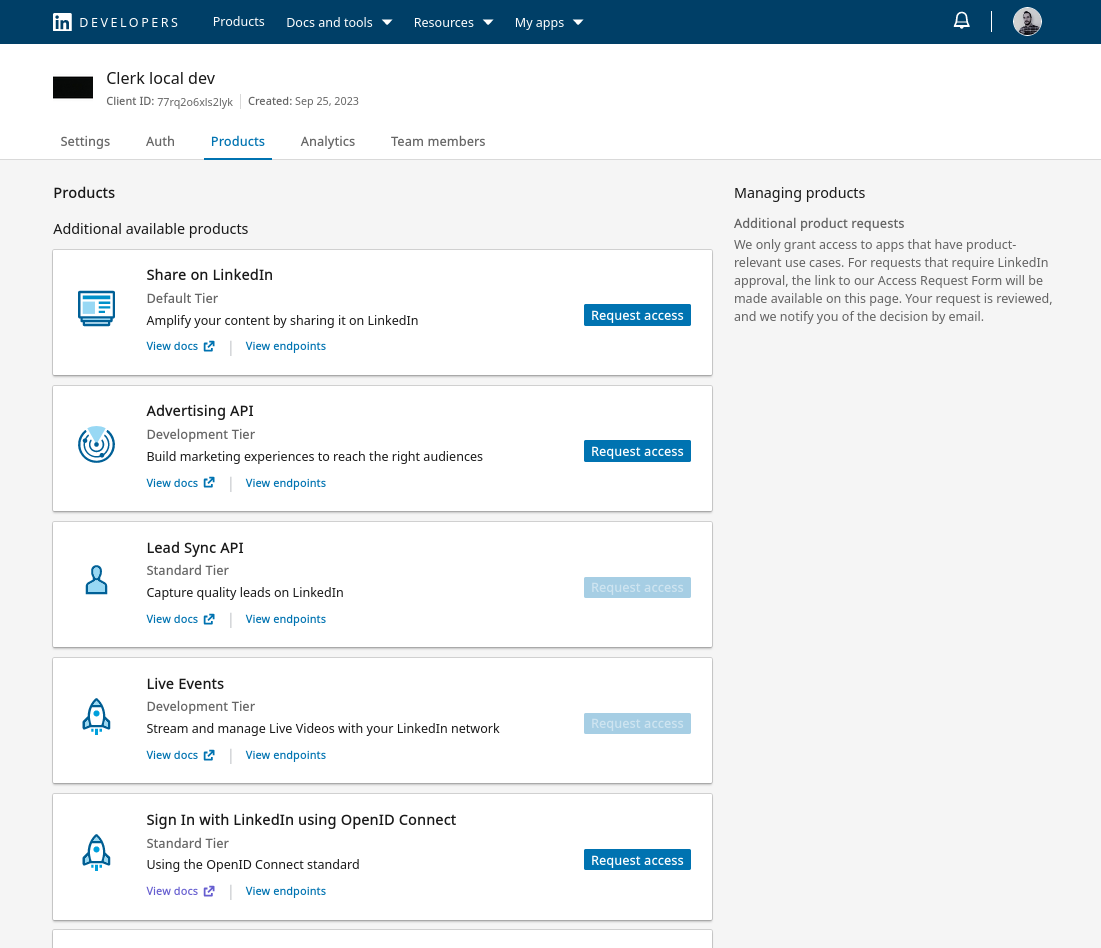 in DEVELOPERS Products Docs and tools Resources My apps
Clerk local dev
Client ID: 77rq2o6xls2lyk Created: Sep 25, 2023
Settings Auth Products Analytics Team members
Products
Additional available products
Share on LinkedIn
Default Tier
Amplify your content by sharing it on LinkedIn
Request access
View docs View endpoints
Advertising API
Development Tier
Build marketing experiences to reach the right audiences
Request access
View docs View endpoints
Lead Sync API
Standard Tier
Capture quality leads on LinkedIn
Request access
View docs View endpoints
Live Events
Development Tier
Stream and manage Live Videos with your LinkedIn network
Request access
View docs View endpoints
Sign In with LinkedIn using OpenID Connect
Standard Tier
Using the OpenID Connect standard
Request access
View docs View endpoints
Managing products
Additional product requests
We only grant access to apps that have product-
relevant use cases. For requests that require LinkedIn
approval, the link to our Access Request Form will be
made available on this page. Your request is reviewed,
and we notify you of the decision by email.